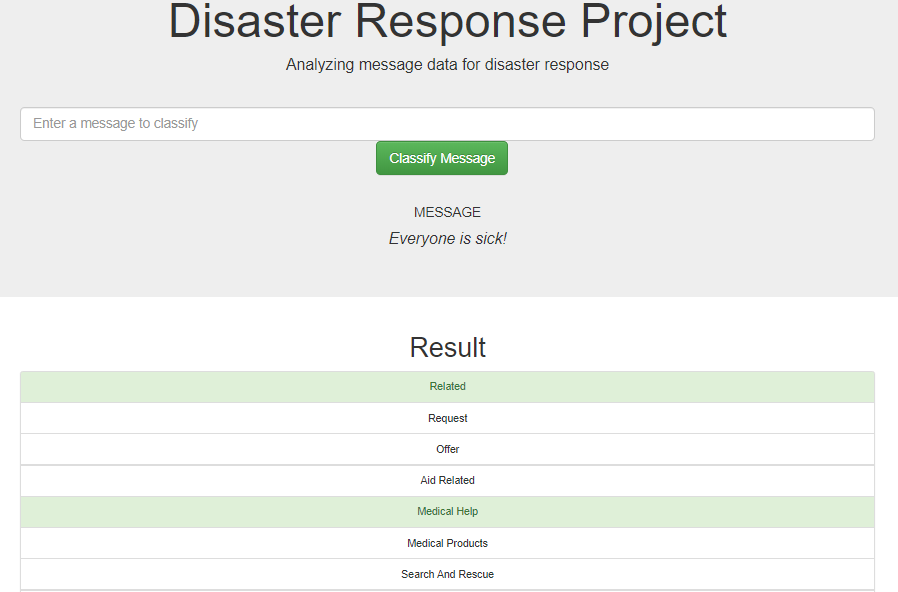 Disaster Response Project
Analyzing message data for disaster response
Enter a message to classify
Classify Message
MESSAGE
Everyone is sick!
Result
Related
Request
Offer
Aid Related
Medical Help
Medical Products
Search And Rescue